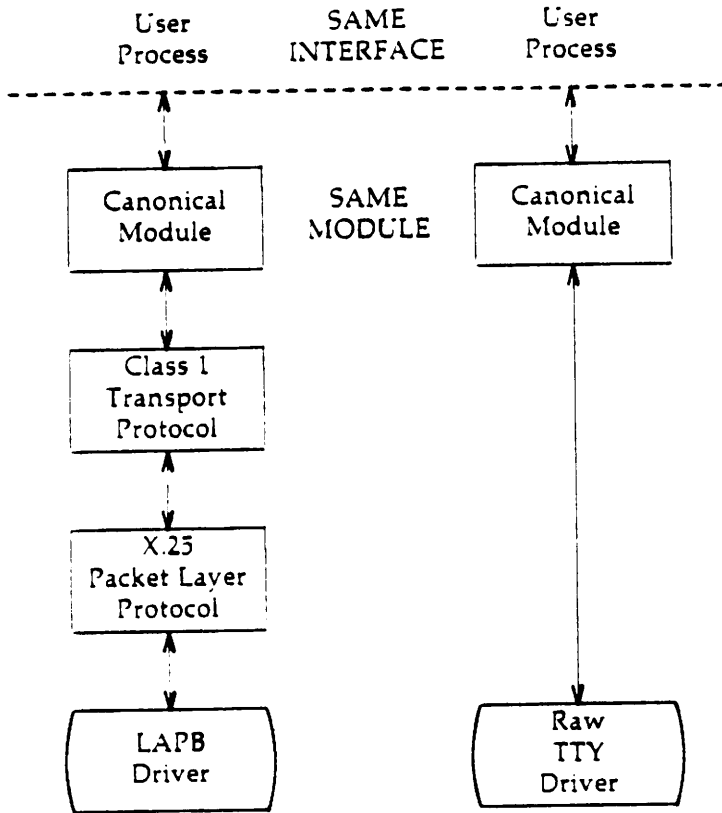 User
Process
SAME
INTERFACE
User
Process
Canonical
Module
SAME
MODULE
Canonical
Module
Class 1
Transport
Protocol
X.25
Packet Layer
Protocol
LAPB
Driver
Raw
TTY
Driver